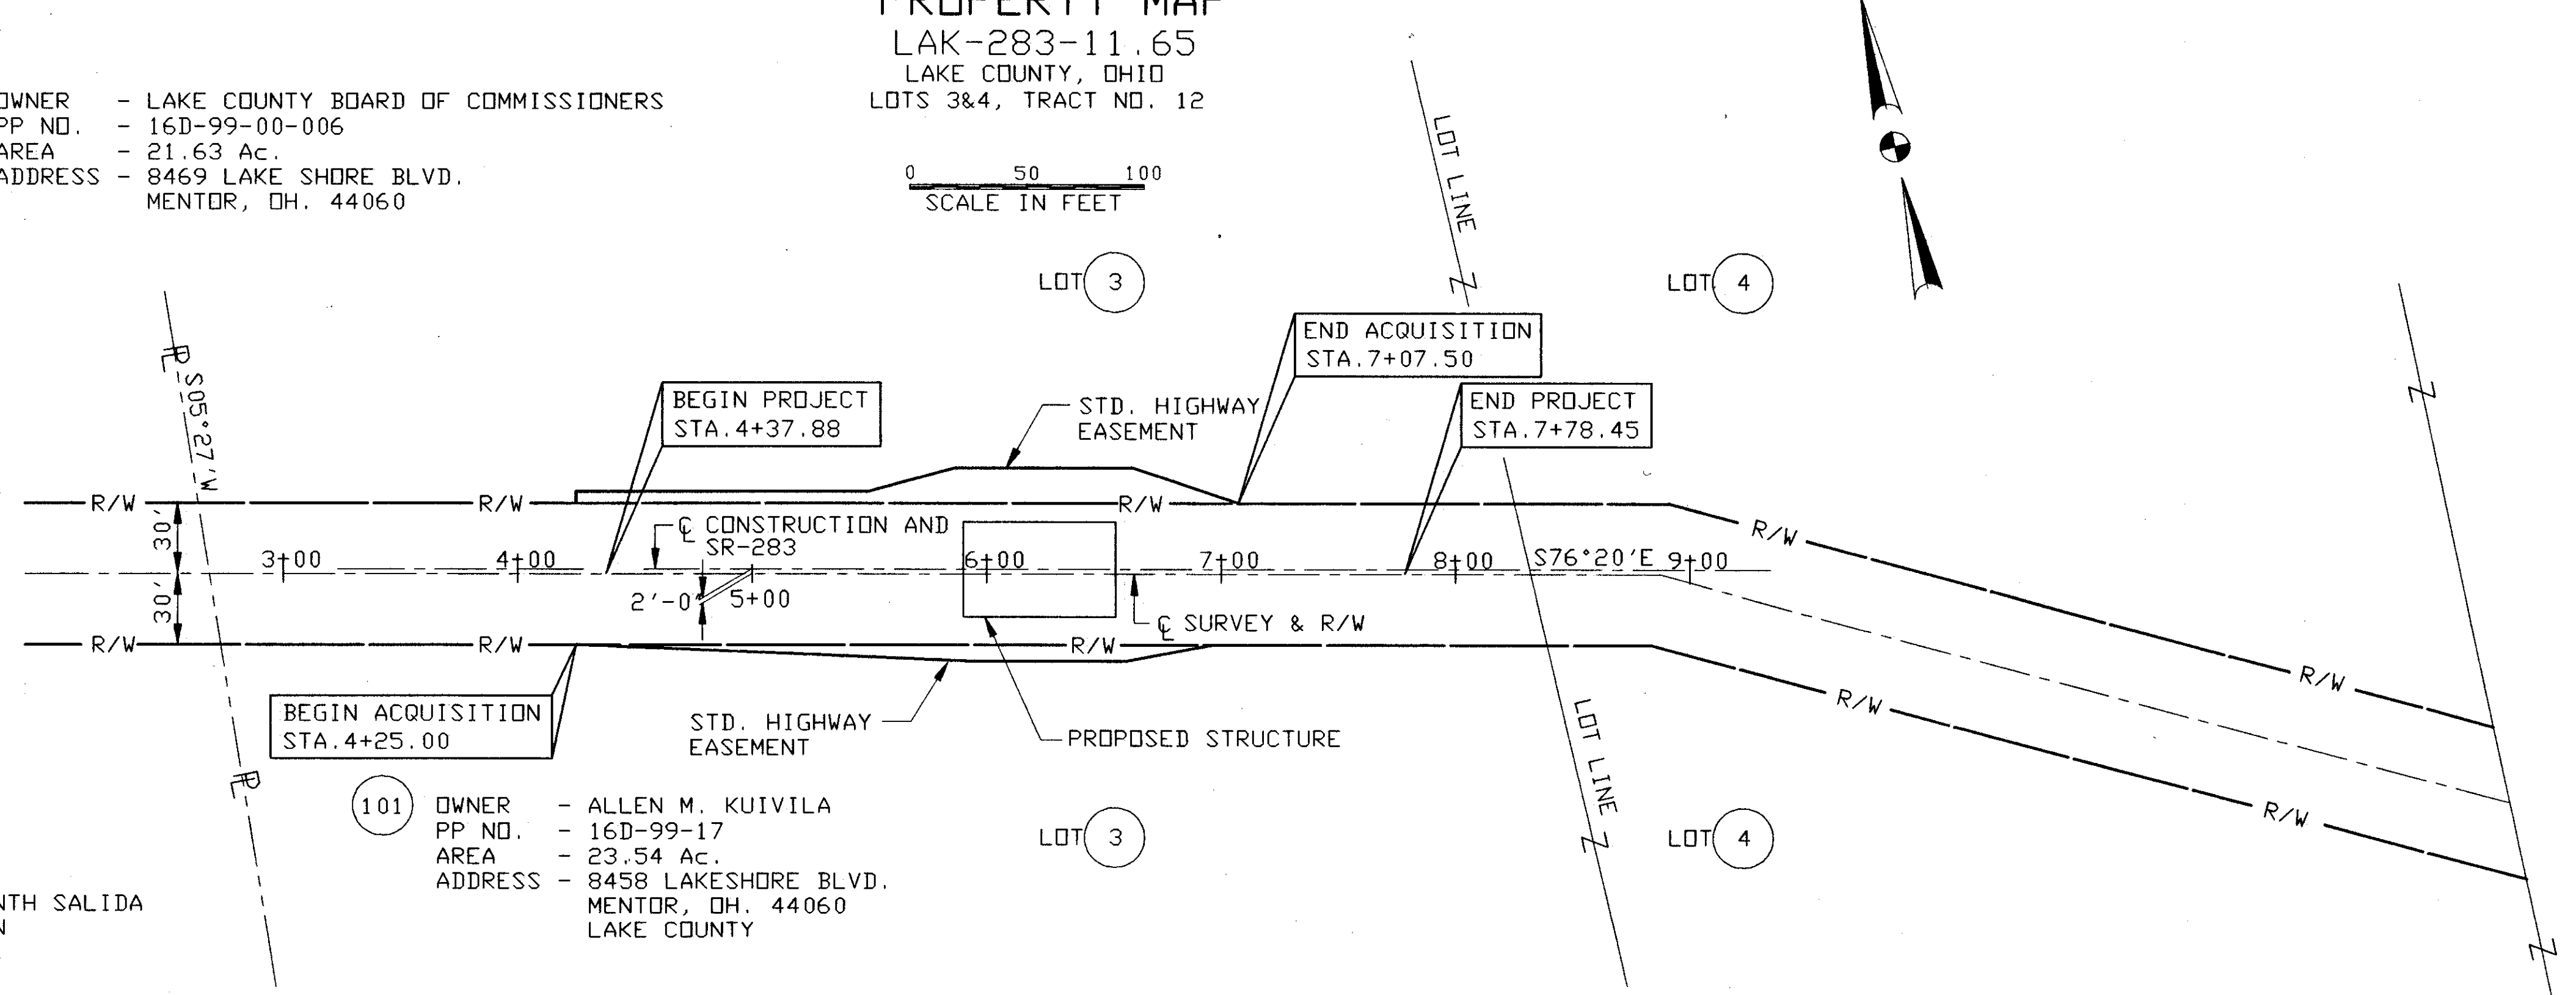 PROPERTY MAP
LAK-283-11.65
LAKE COUNTY, OHIO
LOTS 3&4, TRACT NO. 12
OWNER - LAKE COUNTY BOARD OF COMMISSIONERS
PP NO. - 16D-99-00-006
AREA - 21.63 Ac.
ADDRESS - 8469 LAKE SHORE BLVD.
MENTOR, OH. 44060
0 50 100
SCALE IN FEET
LOT LINE
LOT 3
LOT 4
END ACQUISITION
STA.7+07.50
BEGIN PROJECT
STA.4+37.88
STD. HIGHWAY
EASEMENT
END PROJECT
STA.7+78.45
PL
S05°27'W
R/W R/W R/W R/W
30'
℄ CONSTRUCTION AND
SR-283
3+00 4+00 6+00 7+00 8+00 S76°20'E 9+00
2'-0" 5+00
30'
℄ SURVEY & R/W
R/W R/W R/W R/W R/W R/W
BEGIN ACQUISITION
STA.4+25.00
STD. HIGHWAY
EASEMENT
PROPOSED STRUCTURE
LOT LINE
PL
101
OWNER - ALLEN M. KUIVILA
PP NO. - 16D-99-17
AREA - 23.54 Ac.
ADDRESS - 8458 LAKESHORE BLVD.
MENTOR, OH. 44060
LAKE COUNTY
LOT 3
LOT 4
NTH SALIDA
N